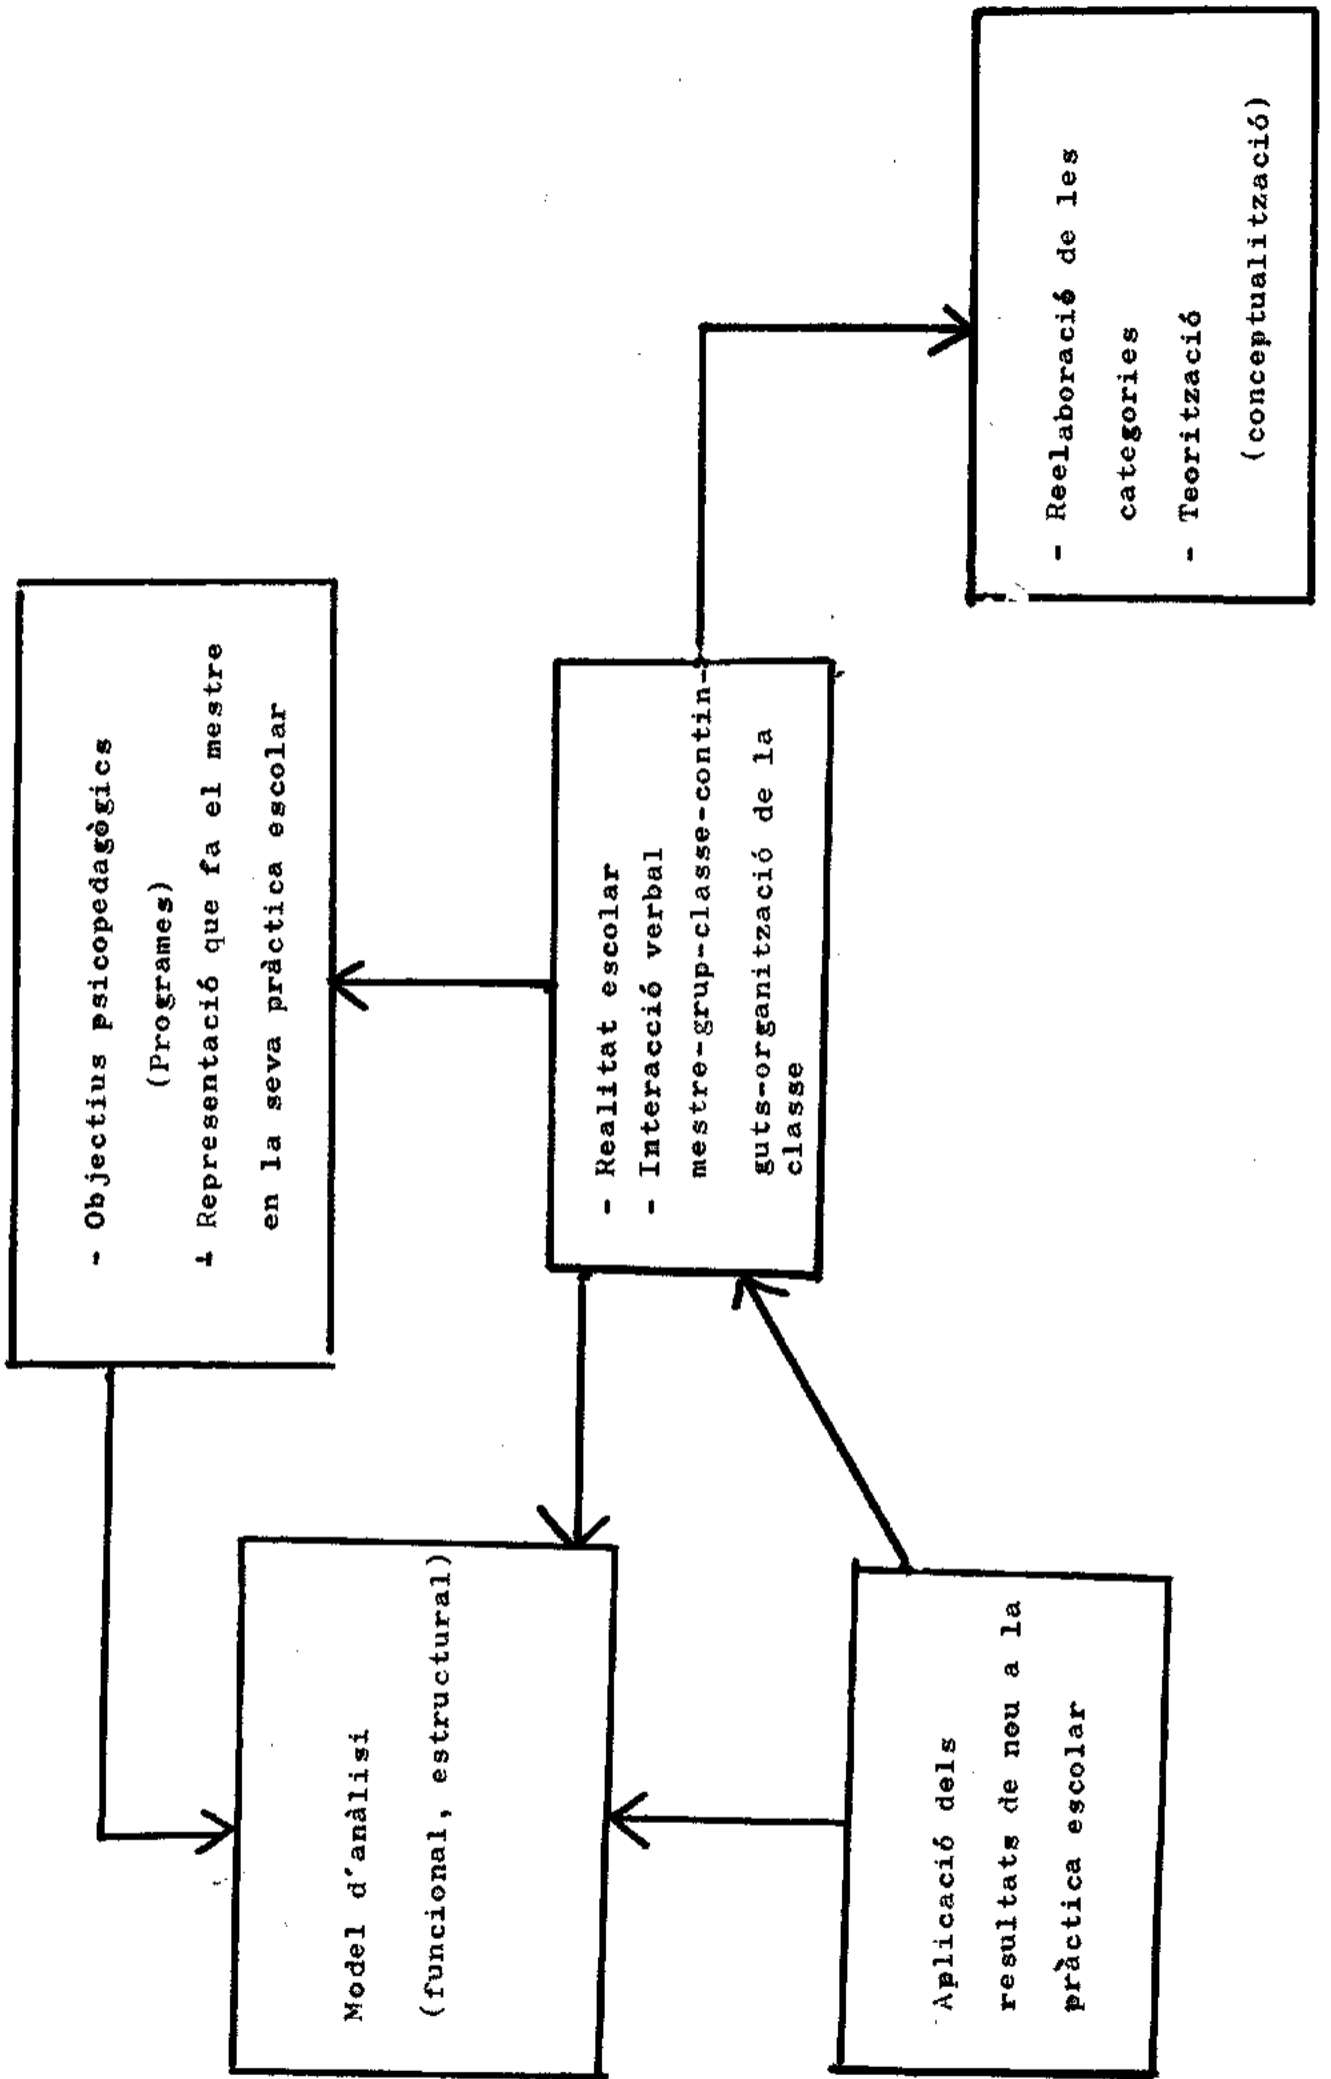 - Objectius psicopedagògics
(Programes)
- Representació que fa el mestre
en la seva pràctica escolar
Model d'anàlisi
(funcional, estructural)
- Realitat escolar
- Interacció verbal
mestre-grup-classe-contin-
guts-organització de la
classe
Aplicació dels
resultats de nou a la
pràctica escolar
- Reelaboració de les
categories
- Teorització
(conceptualització)